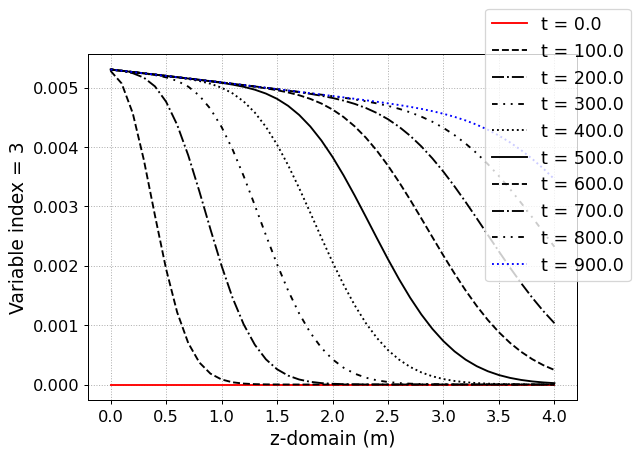 t = 0.0
t = 100.0
t = 200.0
t = 300.0
t = 400.0
t = 500.0
t = 600.0
t = 700.0
t = 800.0
t = 900.0
Variable index = 3
0.005
0.004
0.003
0.002
0.001
0.000
0.0 0.5 1.0 1.5 2.0 2.5 3.0 3.5 4.0
z-domain (m)